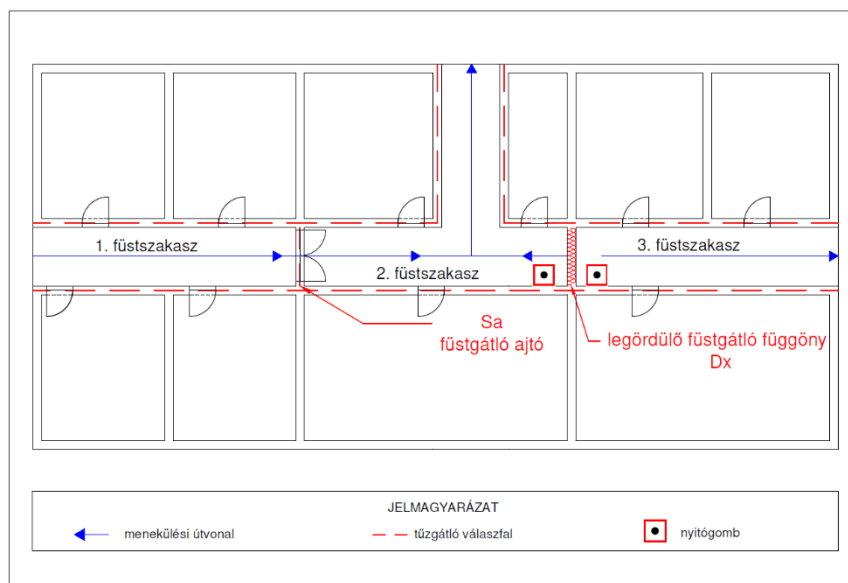 1. füstszakasz
3. füstszakasz
2. füstszakasz
Sa
füstgátló ajtó
legördülő füstgátló függöny
Dx
JELMAGYARÁZAT
menekülési útvonal
tűzgátló válaszfal
nyitógomb